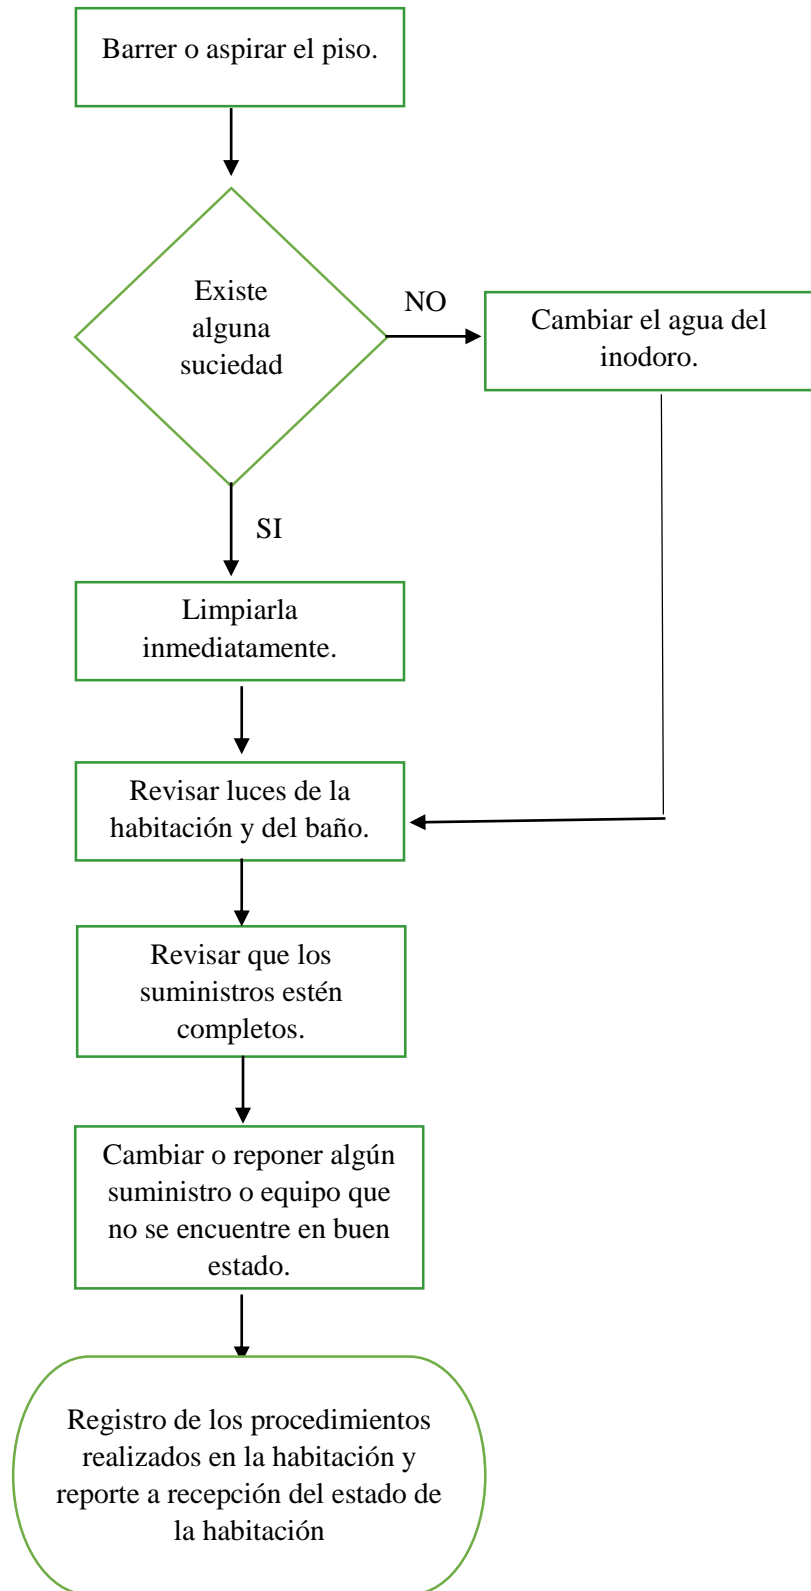 Barrer o aspirar el piso.
Existe
alguna
suciedad
NO
Cambiar el agua del
inodoro.
SI
Limpiarla
inmediatamente.
Revisar luces de la
habitación y del baño.
Revisar que los
suministros estén
completos.
Cambiar o reponer algún
suministro o equipo que
no se encuentre en buen
estado.
Registro de los procedimientos
realizados en la habitación y
reporte a recepción del estado de
la habitación